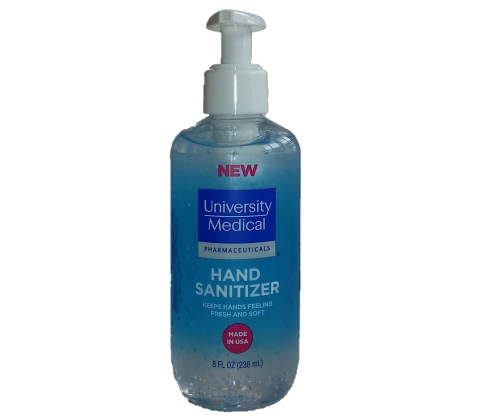 NEW
University
Medical
PHARMACEUTICALS
HAND
SANITIZER
KEEPS HANDS FEELING
FRESH AND SOFT
MADE
IN USA
8 FL OZ (236 mL)